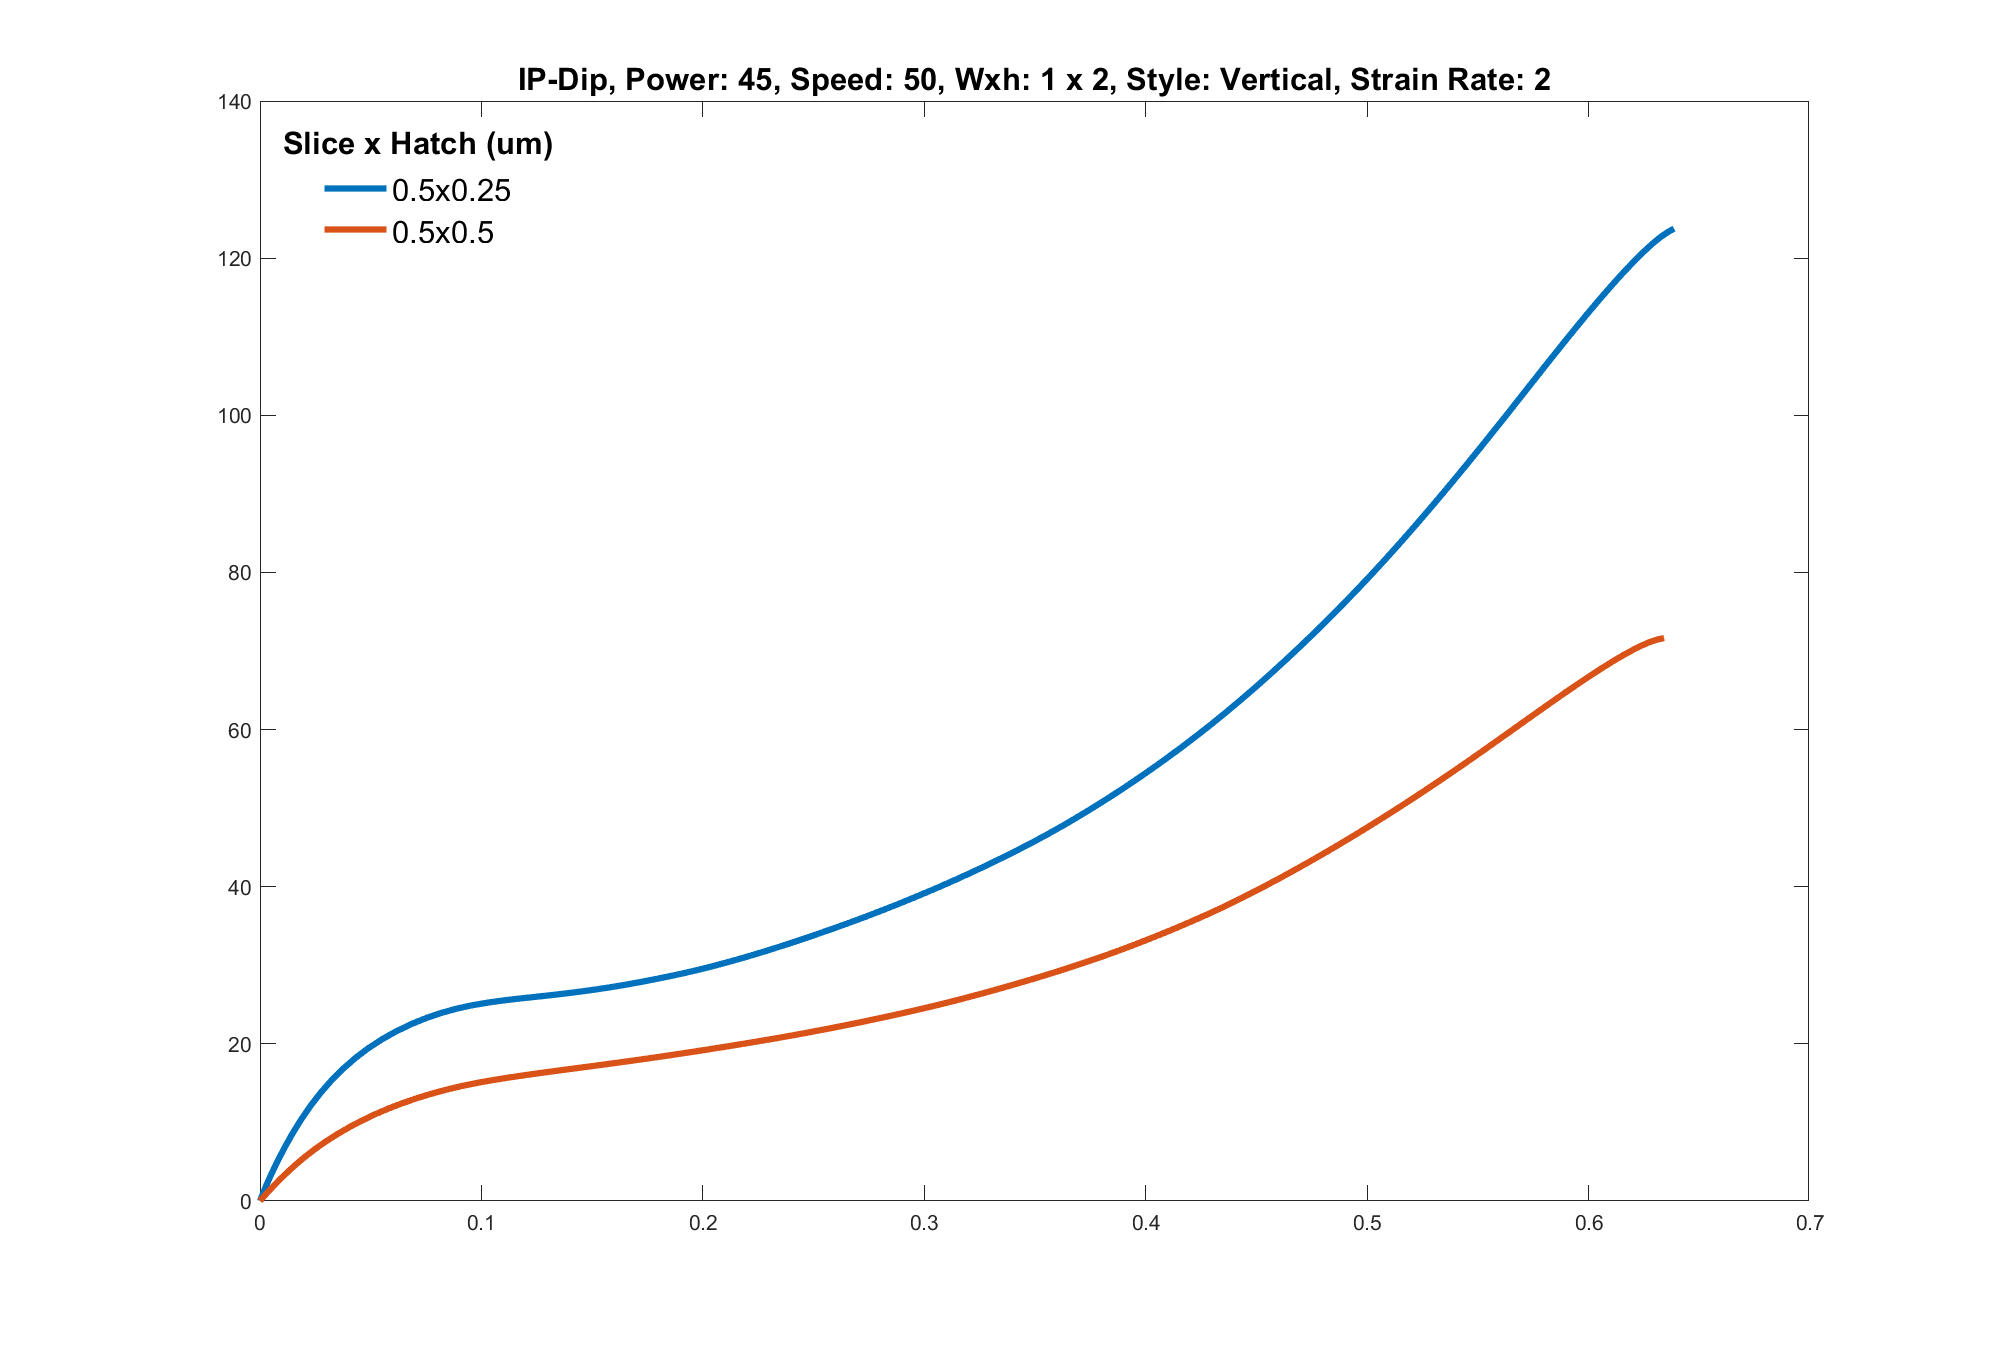 IP-Dip, Power: 45, Speed: 50, Wxh: 1 x 2, Style: Vertical, Strain Rate: 2
Slice x Hatch (um)
0.5x0.25
0.5x0.5
140
120
100
80
60
40
20
0
0 0.1 0.2 0.3 0.4 0.5 0.6 0.7